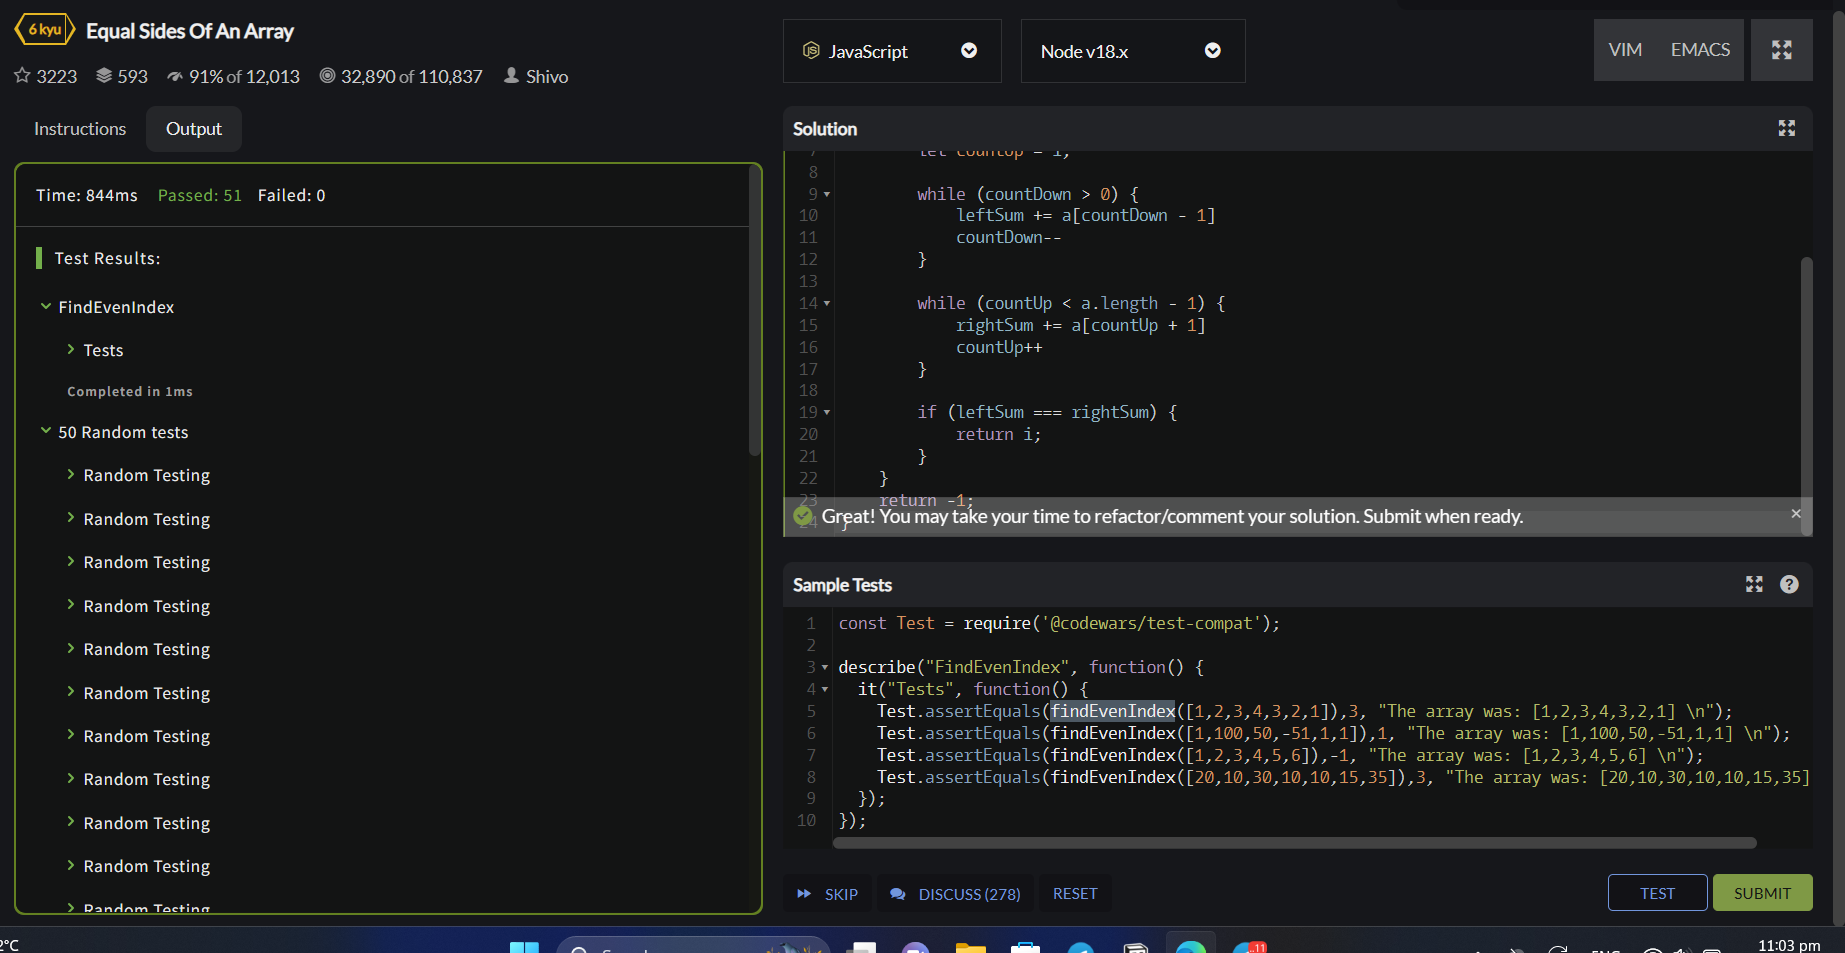 6 kyu Equal Sides Of An Array
3223 593 91% of 12,013 32,890 of 110,837 Shivo
Instructions Output
Time: 844ms Passed: 51 Failed: 0
Test Results:
FindEvenIndex
Tests
Completed in 1ms
50 Random tests
Random Testing
Random Testing
Random Testing
Random Testing
Random Testing
Random Testing
Random Testing
Random Testing
Random Testing
Random Testing
Random Testing
JS JavaScript Node v18.x VIM EMACS
Solution
7 let countUp = i;
8
9 while (countDown > 0) {
10 leftSum += a[countDown - 1]
11 countDown--
12 }
13
14 while (countUp < a.length - 1) {
15 rightSum += a[countUp + 1]
16 countUp++
17 }
18
19 if (leftSum === rightSum) {
20 return i;
21 }
22 }
23 return -1;
24 }
Great! You may take your time to refactor/comment your solution. Submit when ready.
Sample Tests
1 const Test = require('@codewars/test-compat');
2
3 describe("FindEvenIndex", function() {
4 it("Tests", function() {
5 Test.assertEquals(findEvenIndex([1,2,3,4,3,2,1]),3, "The array was: [1,2,3,4,3,2,1] \n");
6 Test.assertEquals(findEvenIndex([1,100,50,-51,1,1]),1, "The array was: [1,100,50,-51,1,1] \n");
7 Test.assertEquals(findEvenIndex([1,2,3,4,5,6]),-1, "The array was: [1,2,3,4,5,6] \n");
8 Test.assertEquals(findEvenIndex([20,10,30,10,10,15,35]),3, "The array was: [20,10,30,10,10,15,35]
9 });
10 });
SKIP DISCUSS (278) RESET TEST SUBMIT
2°C
11
ENG
11:03 pm